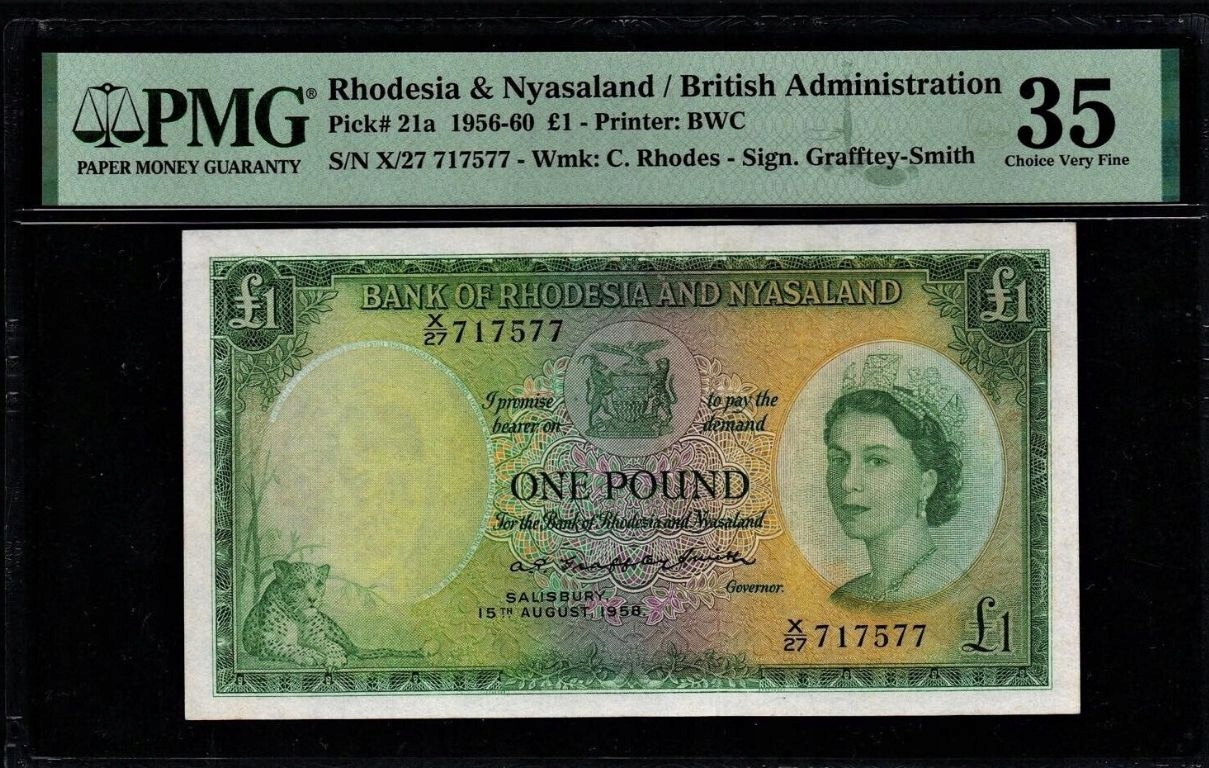 PMG®
PAPER MONEY GUARANTY
Rhodesia & Nyasaland / British Administration
Pick# 21a 1956-60 £1 - Printer: BWC
S/N X/27 717577 - Wmk: C. Rhodes - Sign. Grafftey-Smith
35
Choice Very Fine
£1
£1
BANK OF RHODESIA AND NYASALAND
X/27 717577
I promise to pay the
bearer on demand
ONE POUND
For the Bank of Rhodesia and Nyasaland
Governor.
SALISBURY,
15TH AUGUST, 1958.
X/27 717577
£1